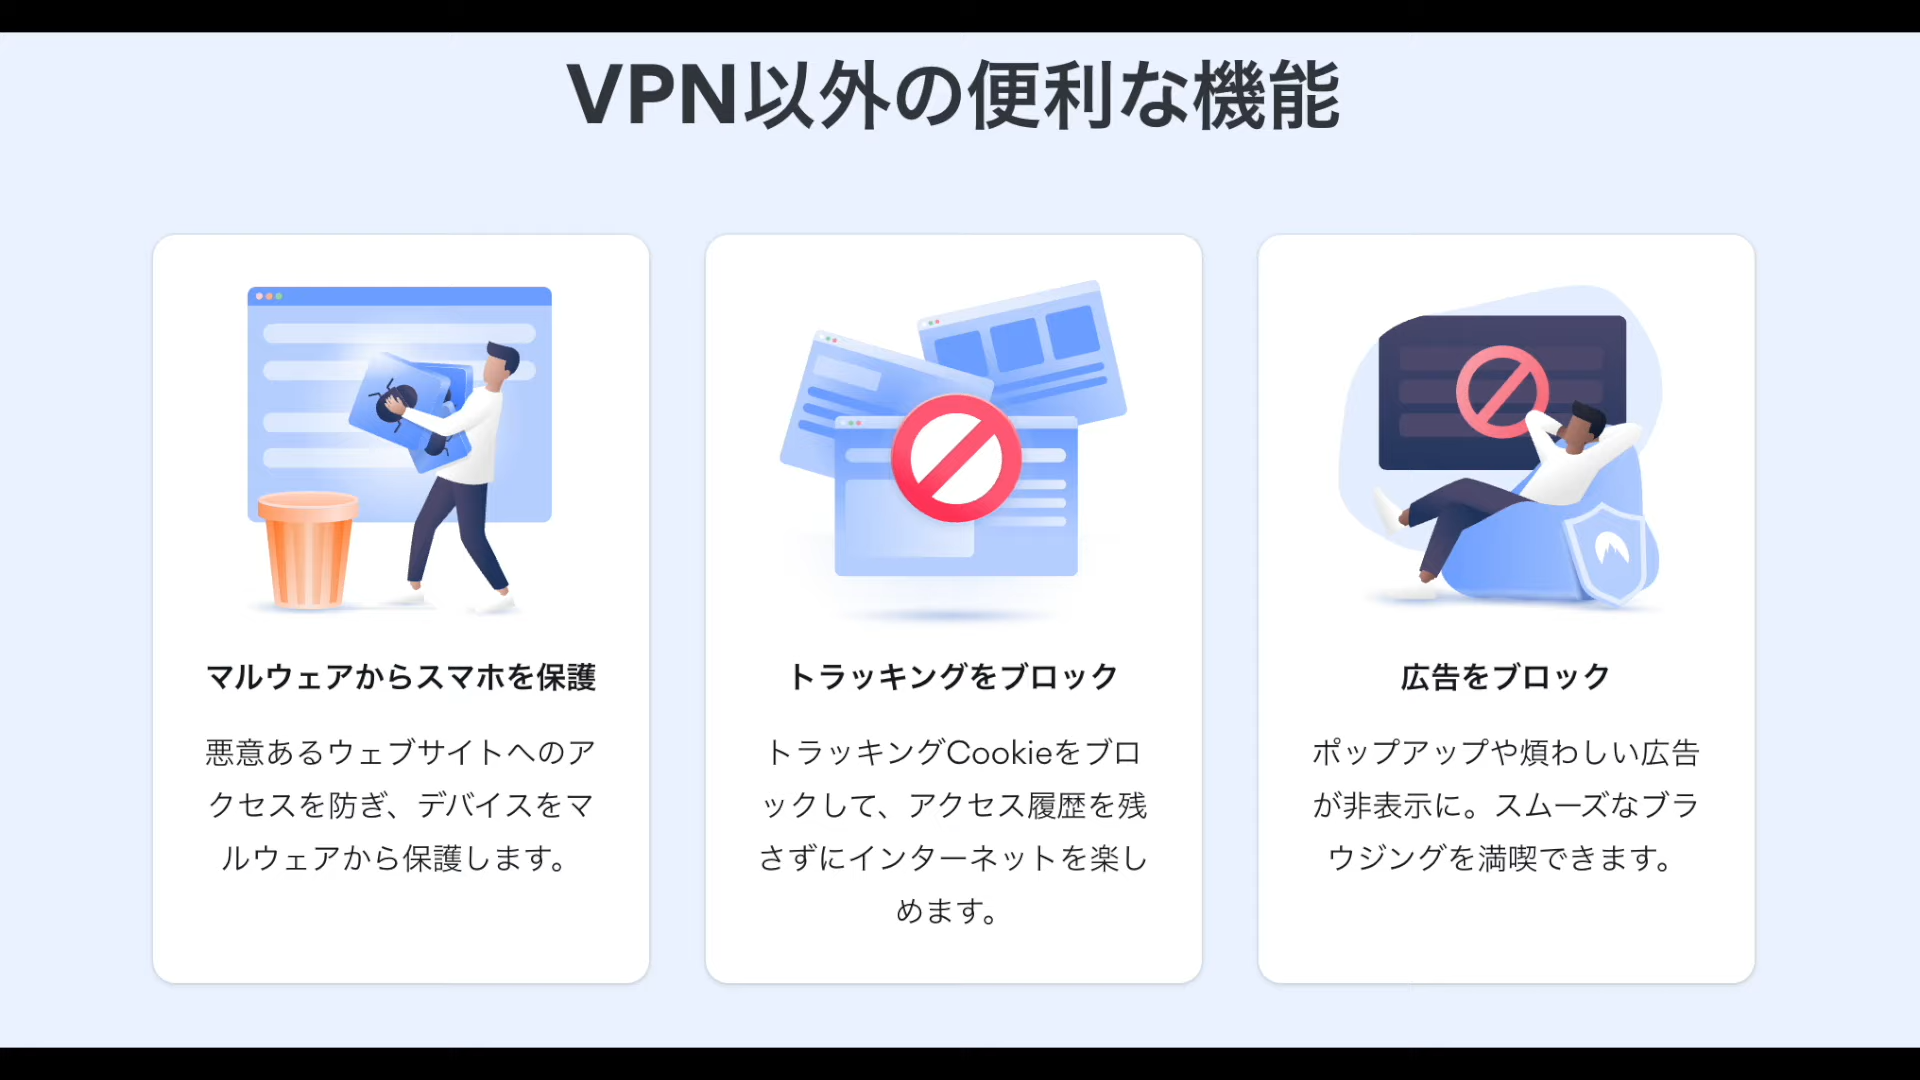 VPN以外の便利な機能
マルウェアからスマホを保護
悪意あるウェブサイトへのア
クセスを防ぎ、デバイスをマ
ルウェアから保護します。
トラッキングをブロック
トラッキングCookieをブロ
ックして、アクセス履歴を残
さずにインターネットを楽し
めます。
広告をブロック
ポップアップや煩わしい広告
が非表示に。スムーズなブラ
ウジングを満喫できます。